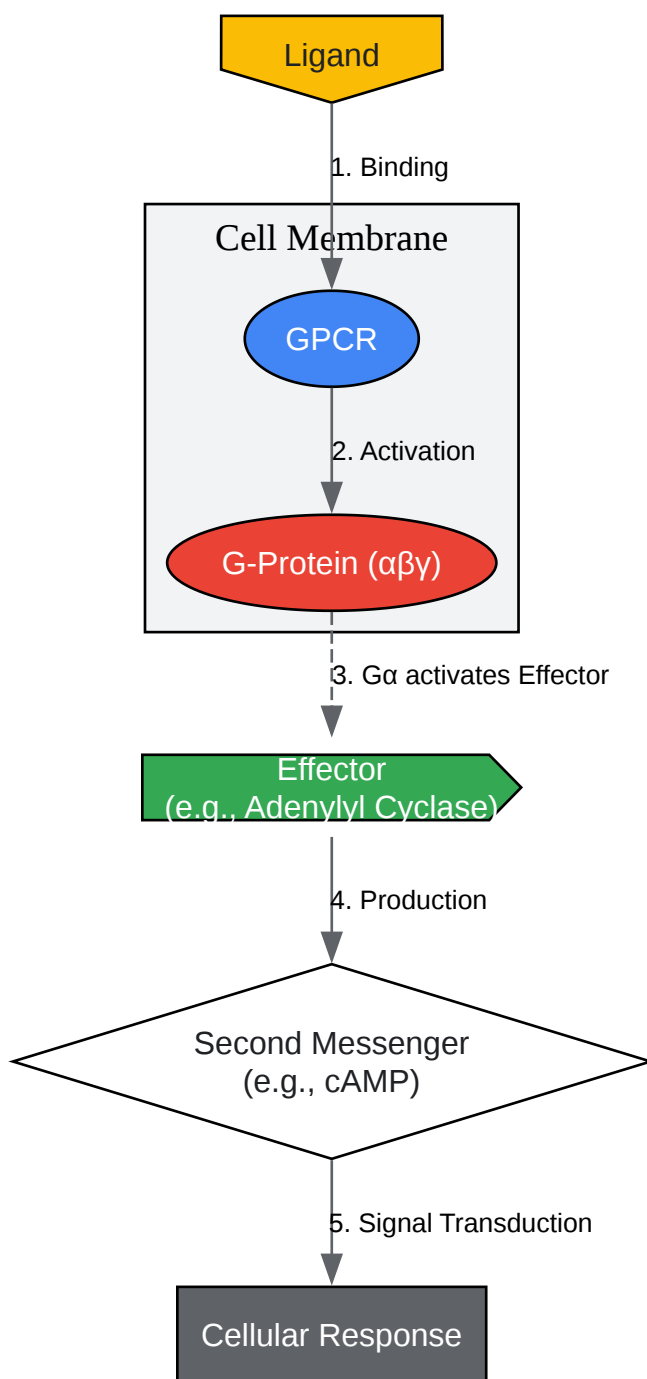 Ligand
1. Binding
Cell Membrane
GPCR
2. Activation
G-Protein (αβγ)
3. Gα activates Effector
Effector
(e.g., Adenylyl Cyclase)
4. Production
Second Messenger
(e.g., cAMP)
5. Signal Transduction
Cellular Response